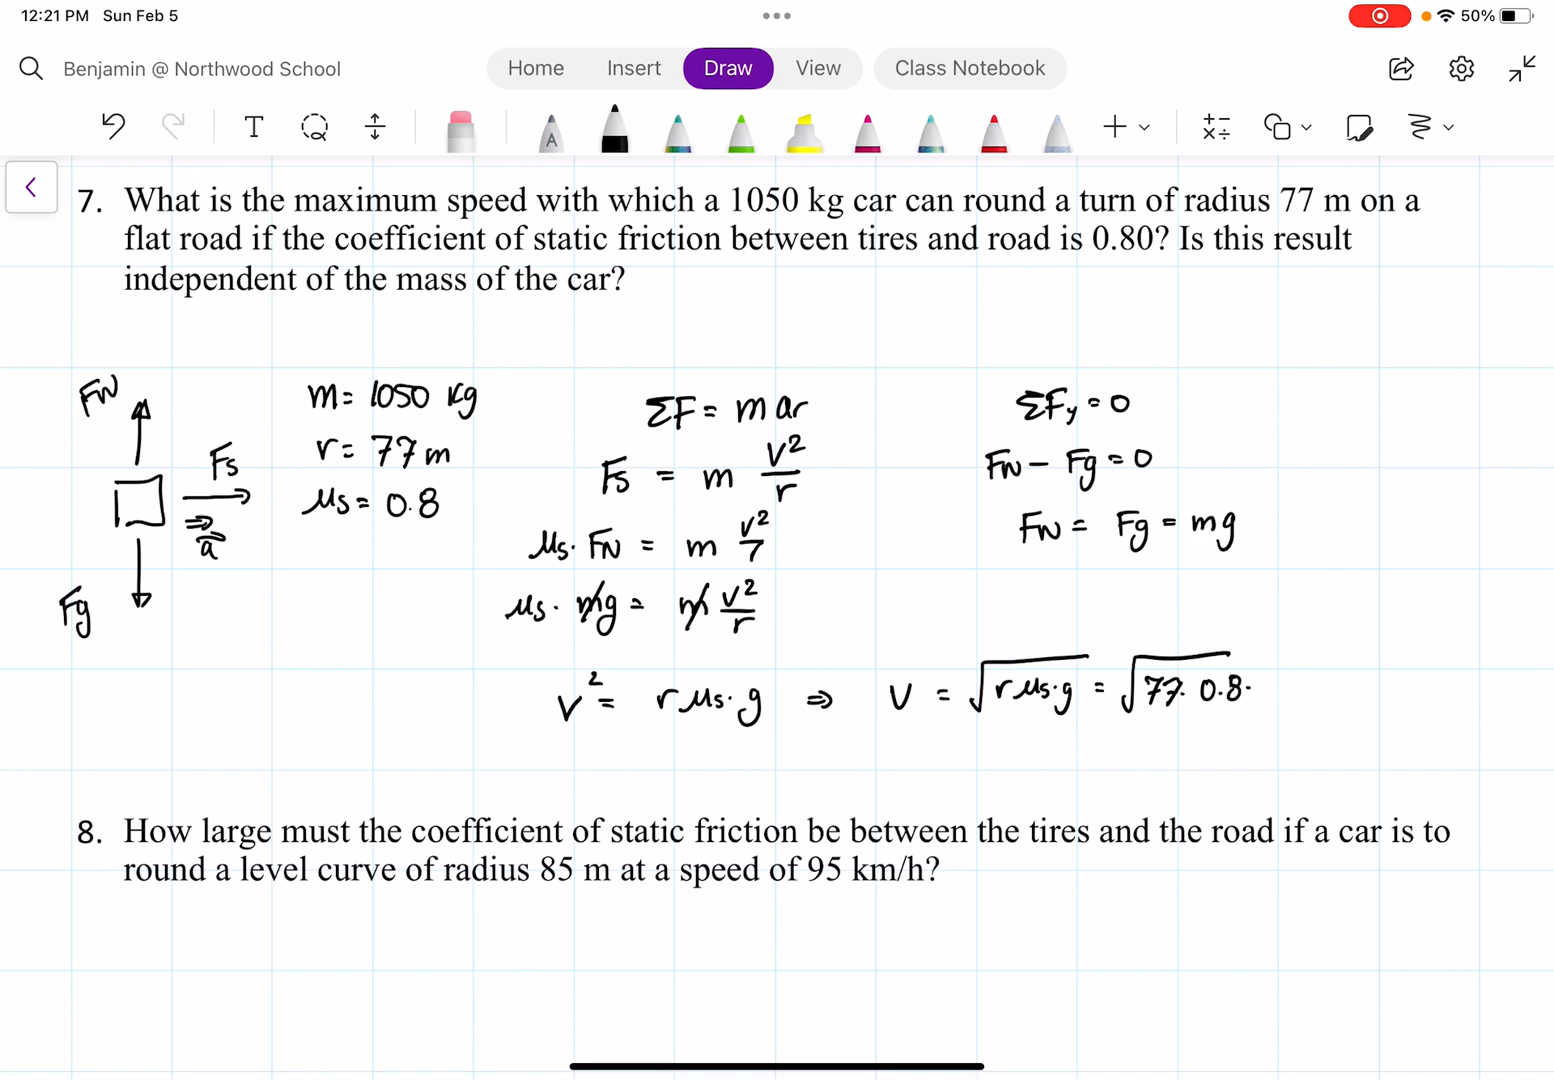 12:21 PM Sun Feb 5
50%
Benjamin @ Northwood School
Home Insert Draw View Class Notebook
T
A
7. What is the maximum speed with which a 1050 kg car can round a turn of radius 77 m on a
flat road if the coefficient of static friction between tires and road is 0.80? Is this result
independent of the mass of the car?
FN
Fs
a
Fg
m = 1050 kg
r = 77 m
μs = 0.8
ΣF = m ar
Fs = m v²/r
μs · FN = m v²/7
μs · mg = m v²/r
v² = r μs · g ⇒ v = √(r μs · g) = √(77 · 0.8 ·
ΣFy = 0
FN − Fg = 0
FN = Fg = mg
8. How large must the coefficient of static friction be between the tires and the road if a car is to
round a level curve of radius 85 m at a speed of 95 km/h?